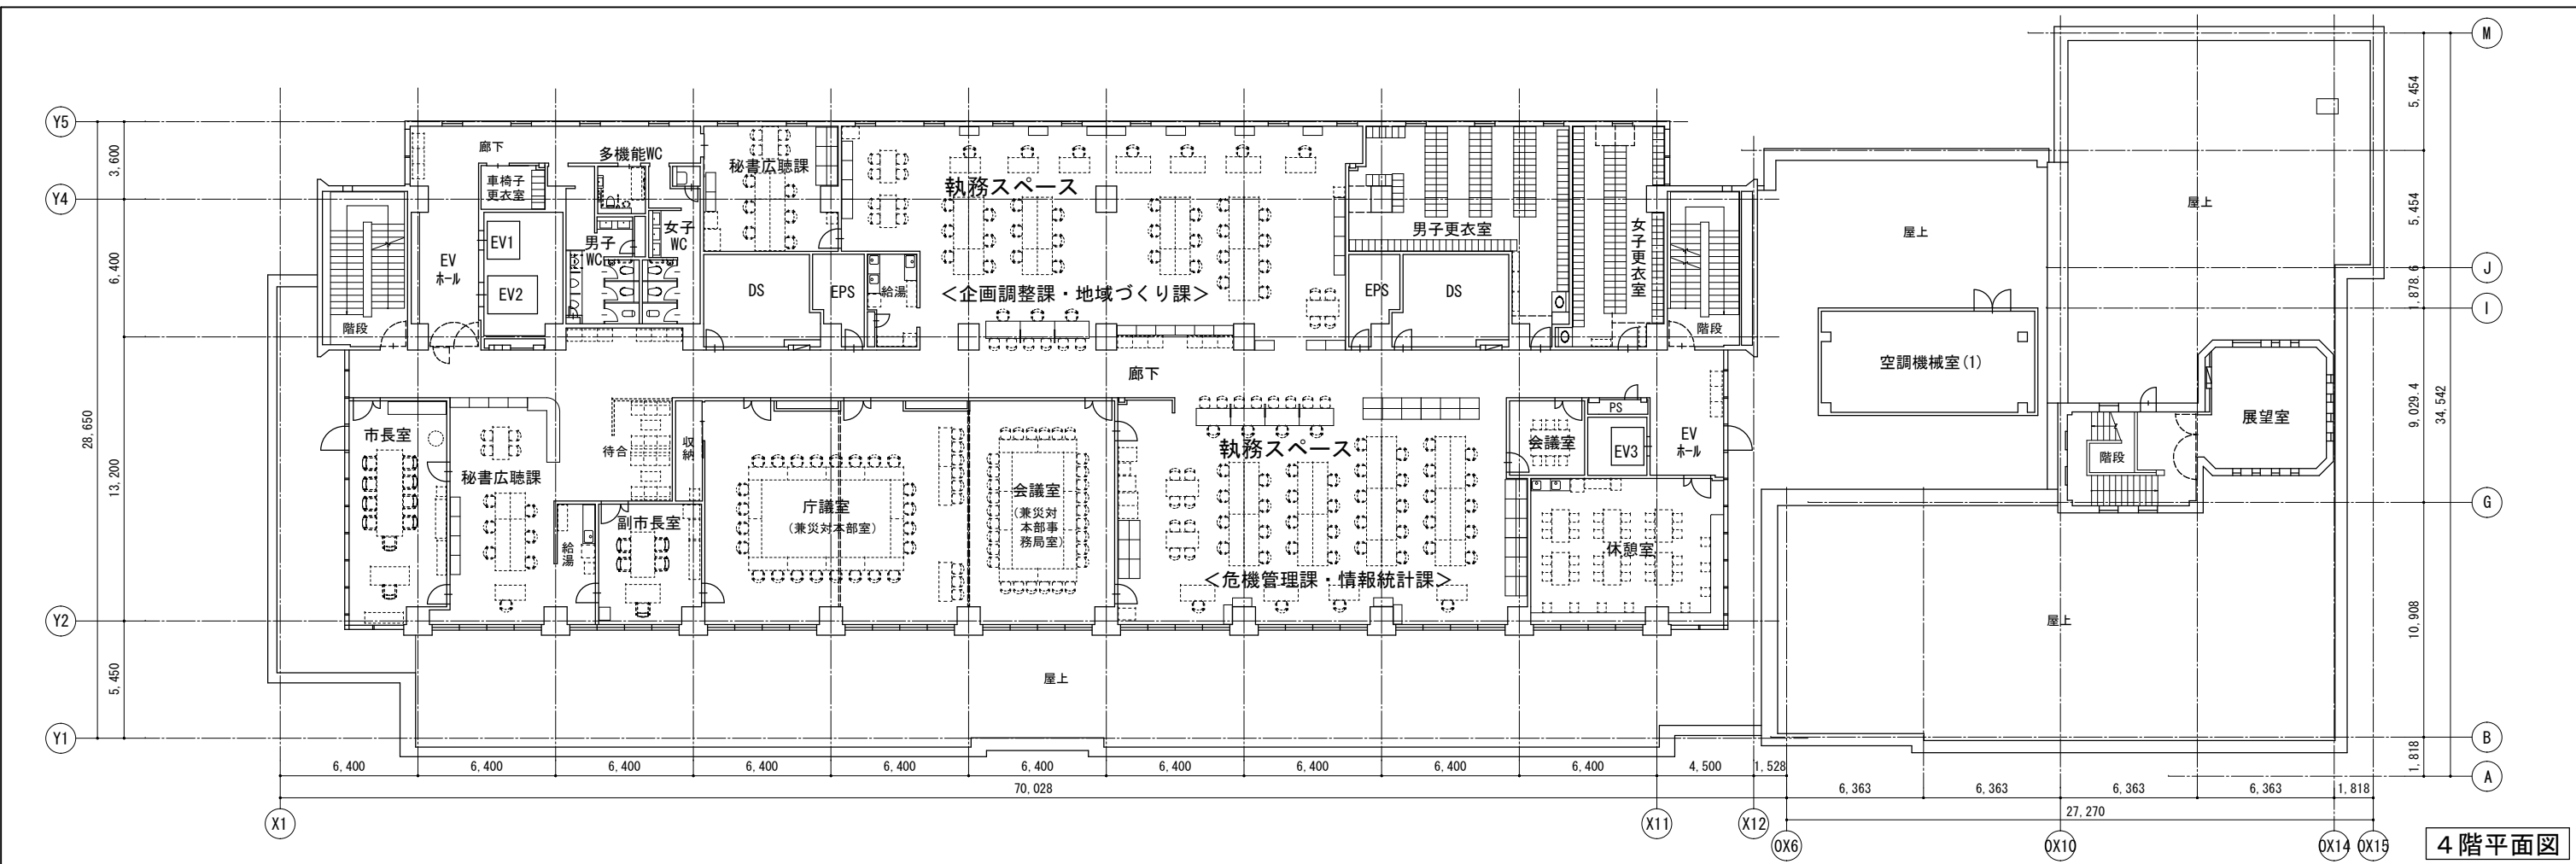 M
Y5
5,454
廊下
多機能WC
秘書広聴課
3,600
車椅子
更衣室
執務スペース
Y4
屋上
5,454
男子
WC
女子
WC
男子更衣室
女子更衣室
屋上
EV1
EV
ホール
6,400
EV2
DS
EPS
給湯
<企画調整課・地域づくり課>
EPS
DS
J
1,878.6
I
階段
階段
廊下
空調機械室(1)
9,029.4
34,542
28,650
市長室
待合
収納
PS
展望室
執務スペース
会議室
EV3
EV
ホール
階段
13,200
秘書広聴課
庁議室
(兼災対本部室)
会議室
(兼災対
本部事
務局室)
G
副市長室
給湯
休憩室
<危機管理課・情報統計課>
Y2
屋上
10,908
5,450
屋上
Y1
B
1,818
A
6,400
6,400
6,400
6,400
6,400
6,400
6,400
6,400
6,400
6,400
4,500
1,528
70,028
6,363
6,363
6,363
6,363
1,818
27,270
X1
X11
X12
OX6
OX10
OX14
OX15
４階平面図